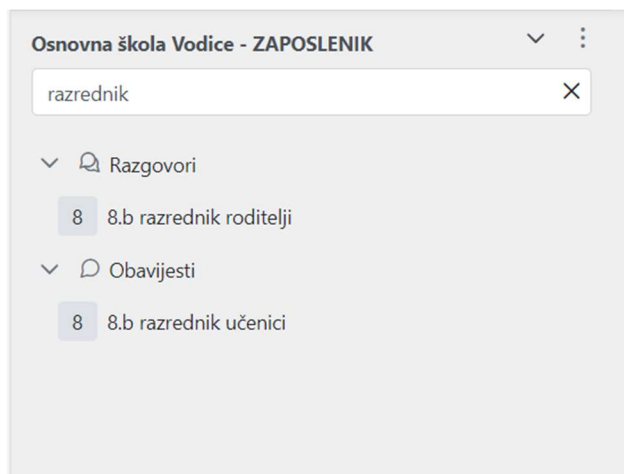 Osnovna škola Vodice - ZAPOSLENIK
razrednik
Razgovori
8 8.b razrednik roditelji
Obavijesti
8 8.b razrednik učenici